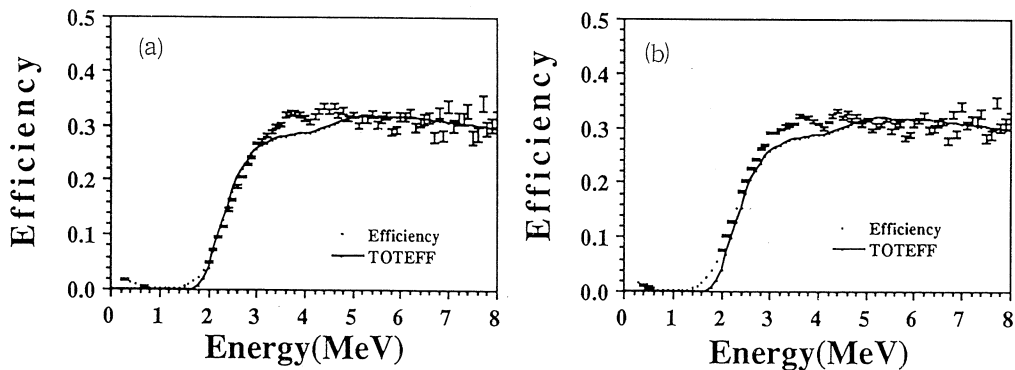 (a)
Efficiency
0.5
0.4
0.3
0.2
0.1
0.0
0 1 2 3 4 5 6 7 8
Energy(MeV)
Efficiency
TOTEFF
(b)
Efficiency
0.5
0.4
0.3
0.2
0.1
0.0
0 1 2 3 4 5 6 7 8
Energy(MeV)
Efficiency
TOTEFF